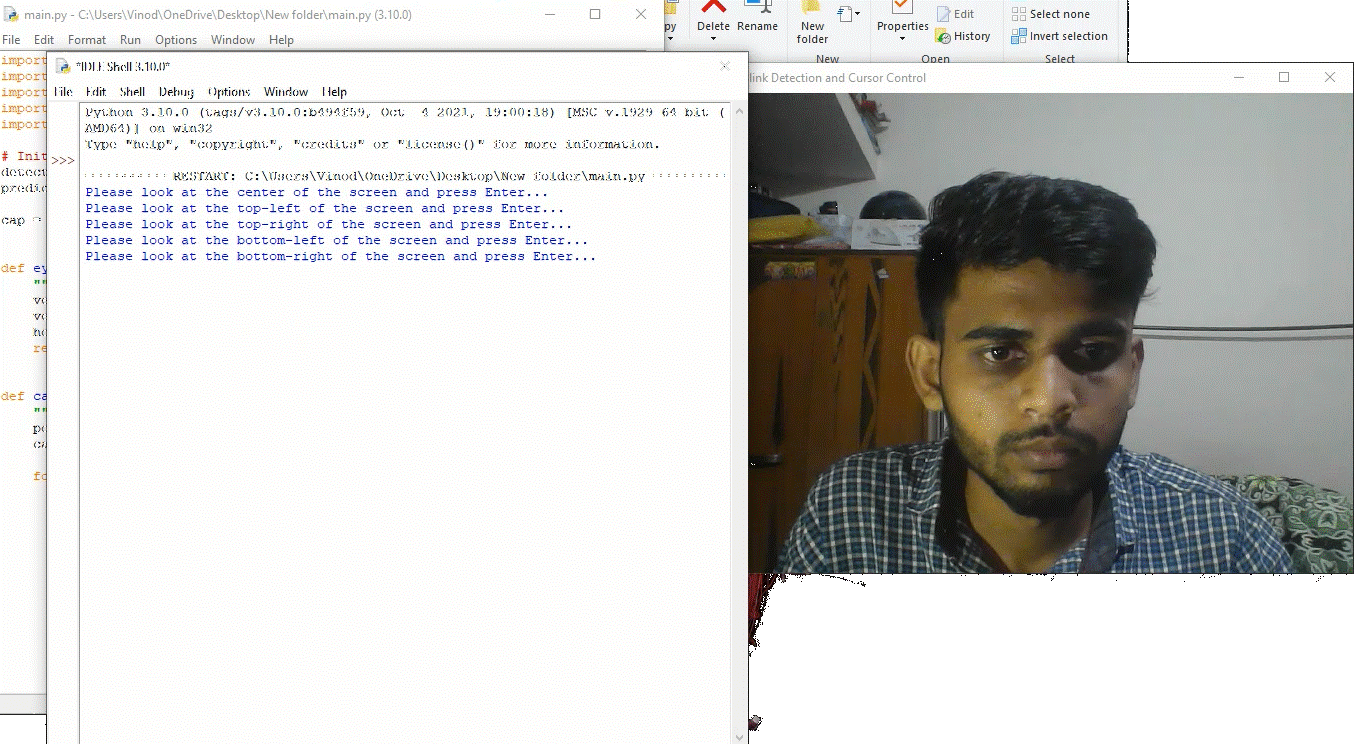 main.py - C:\Users\Vinod\OneDrive\Desktop\New folder\main.py (3.10.0)
File Edit Format Run Options Window Help
import
import
import
import
import
# Init
detect
predic
cap =
def ey
""
ve
ve
ho
re
def ca
""
po
ca
fo
*IDLE Shell 3.10.0*
File Edit Shell Debug Options Window Help
Python 3.10.0 (tags/v3.10.0:b494f59, Oct 4 2021, 19:00:18) [MSC v.1929 64 bit (
AMD64)] on win32
Type "help", "copyright", "credits" or "license()" for more information.
>>>
RESTART: C:\Users\Vinod\OneDrive\Desktop\New folder\main.py
Please look at the center of the screen and press Enter...
Please look at the top-left of the screen and press Enter...
Please look at the top-right of the screen and press Enter...
Please look at the bottom-left of the screen and press Enter...
Please look at the bottom-right of the screen and press Enter...
py
Delete
Rename
New
folder
New
Properties
Edit
History
Open
Select none
Invert selection
Select
link Detection and Cursor Control